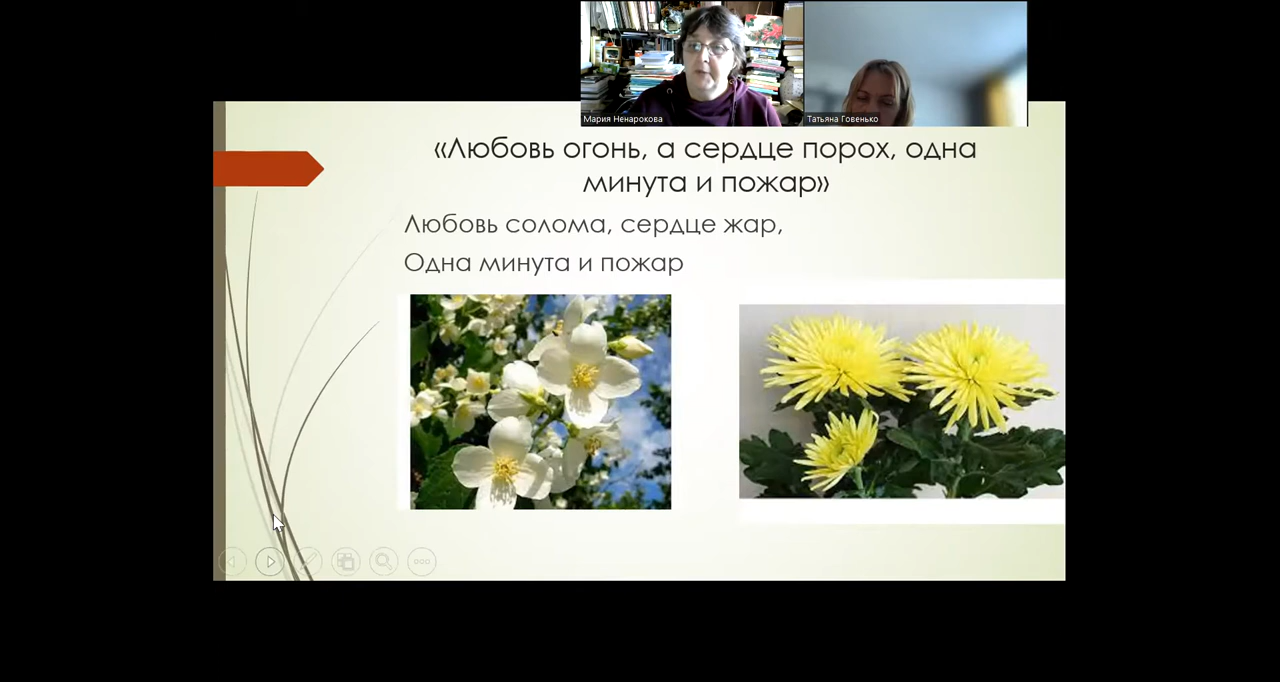 Мария Ненарокова
Татьяна Говенько
«Любовь огонь, а сердце порох, одна
минута и пожар»
Любовь солома, сердце жар,
Одна минута и пожар